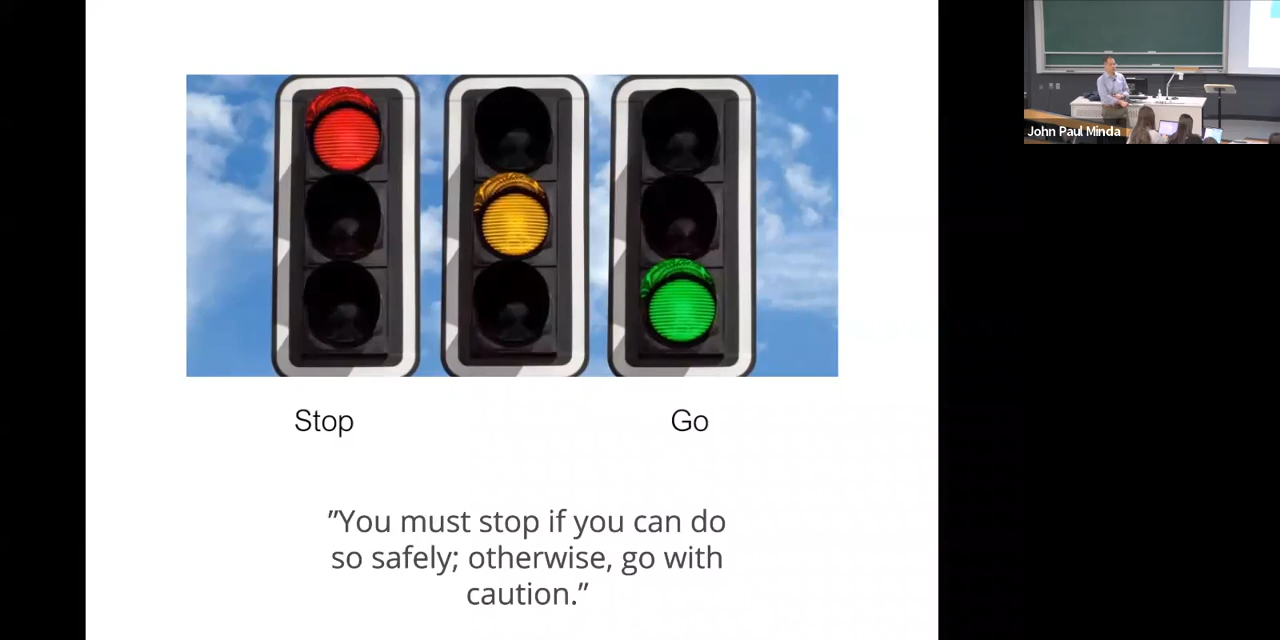 John Paul Minda
Stop
Go
”You must stop if you can do
so safely; otherwise, go with
caution.”